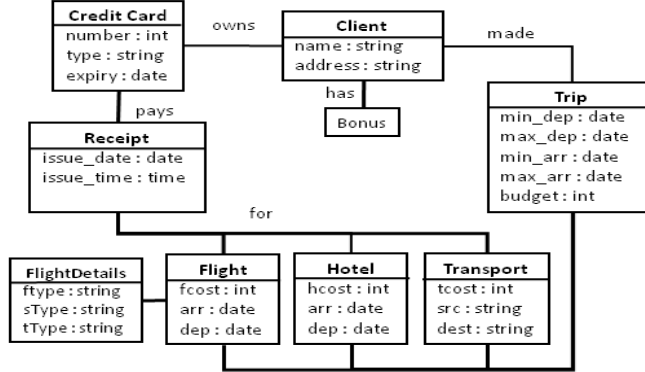 Credit Card
number : int
type : string
expiry : date
owns
Client
name : string
address : string
made
has
Bonus
pays
Trip
min_dep : date
max_dep : date
min_arr : date
max_arr : date
budget : int
Receipt
issue_date : date
issue_time : time
for
FlightDetails
ftype : string
sType : string
tType : string
Flight
fcost : int
arr : date
dep : date
Hotel
hcost : int
arr : date
dep : date
Transport
tcost : int
src : string
dest : string